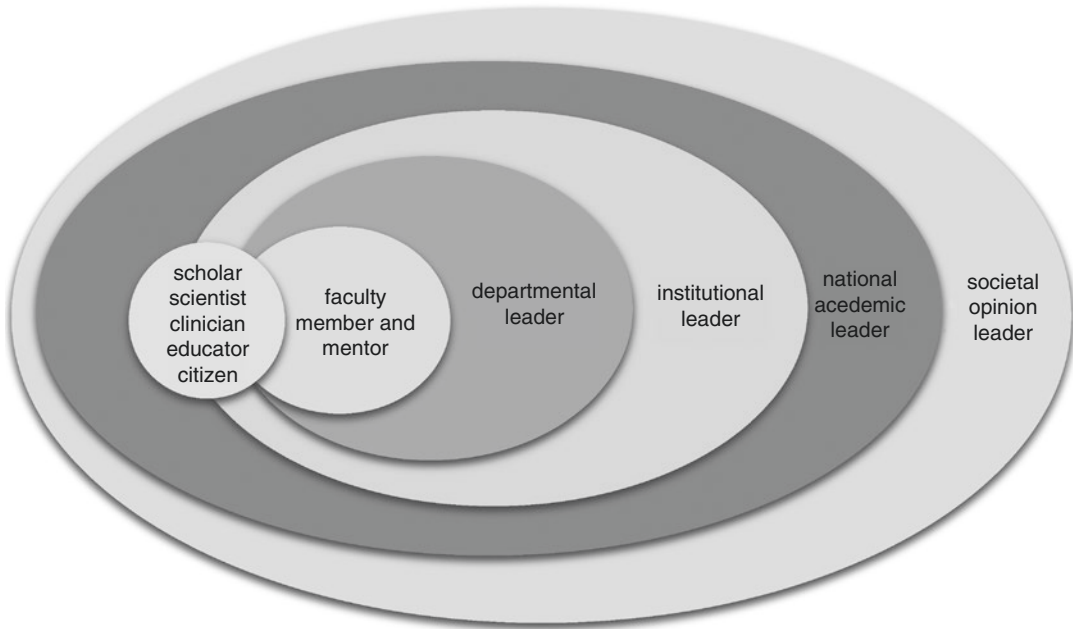 scholar
scientist
clinician
educator
citizen
faculty
member and
mentor
departmental
leader
institutional
leader
national
acedemic
leader
societal
opinion
leader